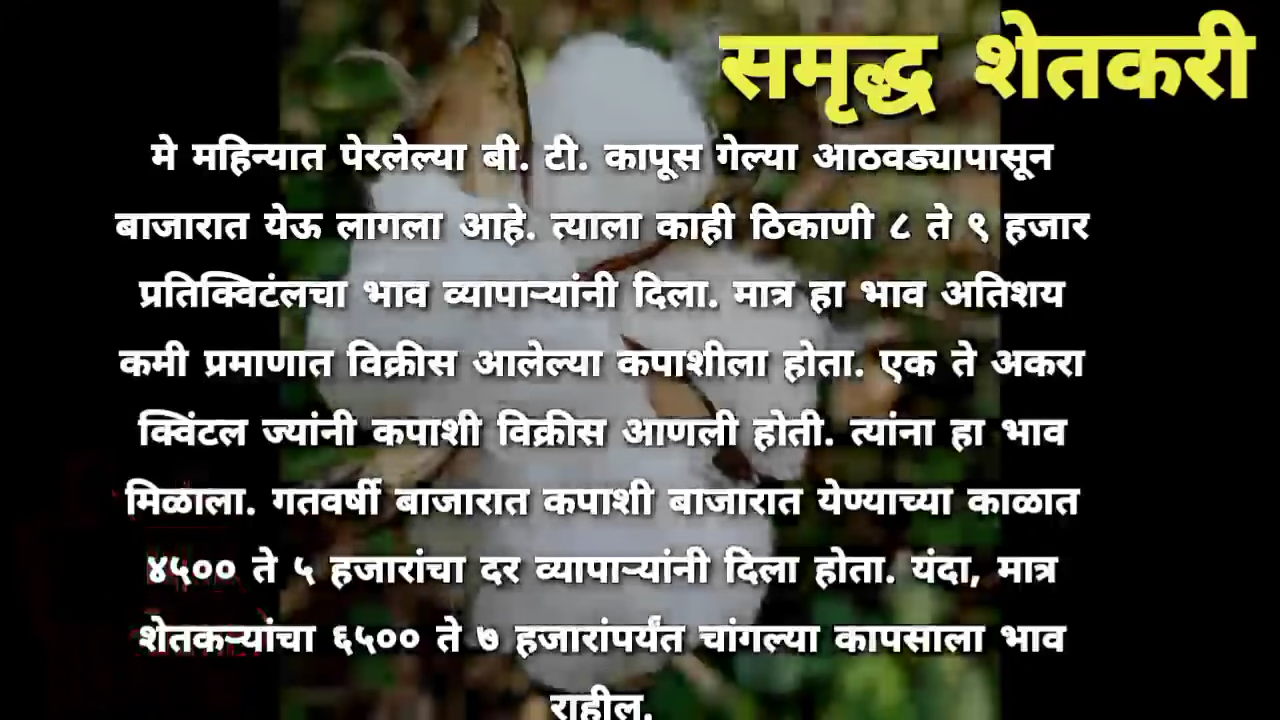 समृद्ध शेतकरी
मे महिन्यात पेरलेल्या बी. टी. कापूस गेल्या आठवड्यापासून
बाजारात येऊ लागला आहे. त्याला काही ठिकाणी ८ ते ९ हजार
प्रतिक्विटंलचा भाव व्यापाऱ्यांनी दिला. मात्र हा भाव अतिशय
कमी प्रमाणात विक्रीस आलेल्या कपाशीला होता. एक ते अकरा
क्विंटल ज्यांनी कपाशी विक्रीस आणली होती. त्यांना हा भाव
मिळाला. गतवर्षी बाजारात कपाशी बाजारात येण्याच्या काळात
४५०० ते ५ हजारांचा दर व्यापाऱ्यांनी दिला होता. यंदा, मात्र
शेतकऱ्यांचा ६५०० ते ७ हजारांपर्यंत चांगल्या कापसाला भाव
राहील.